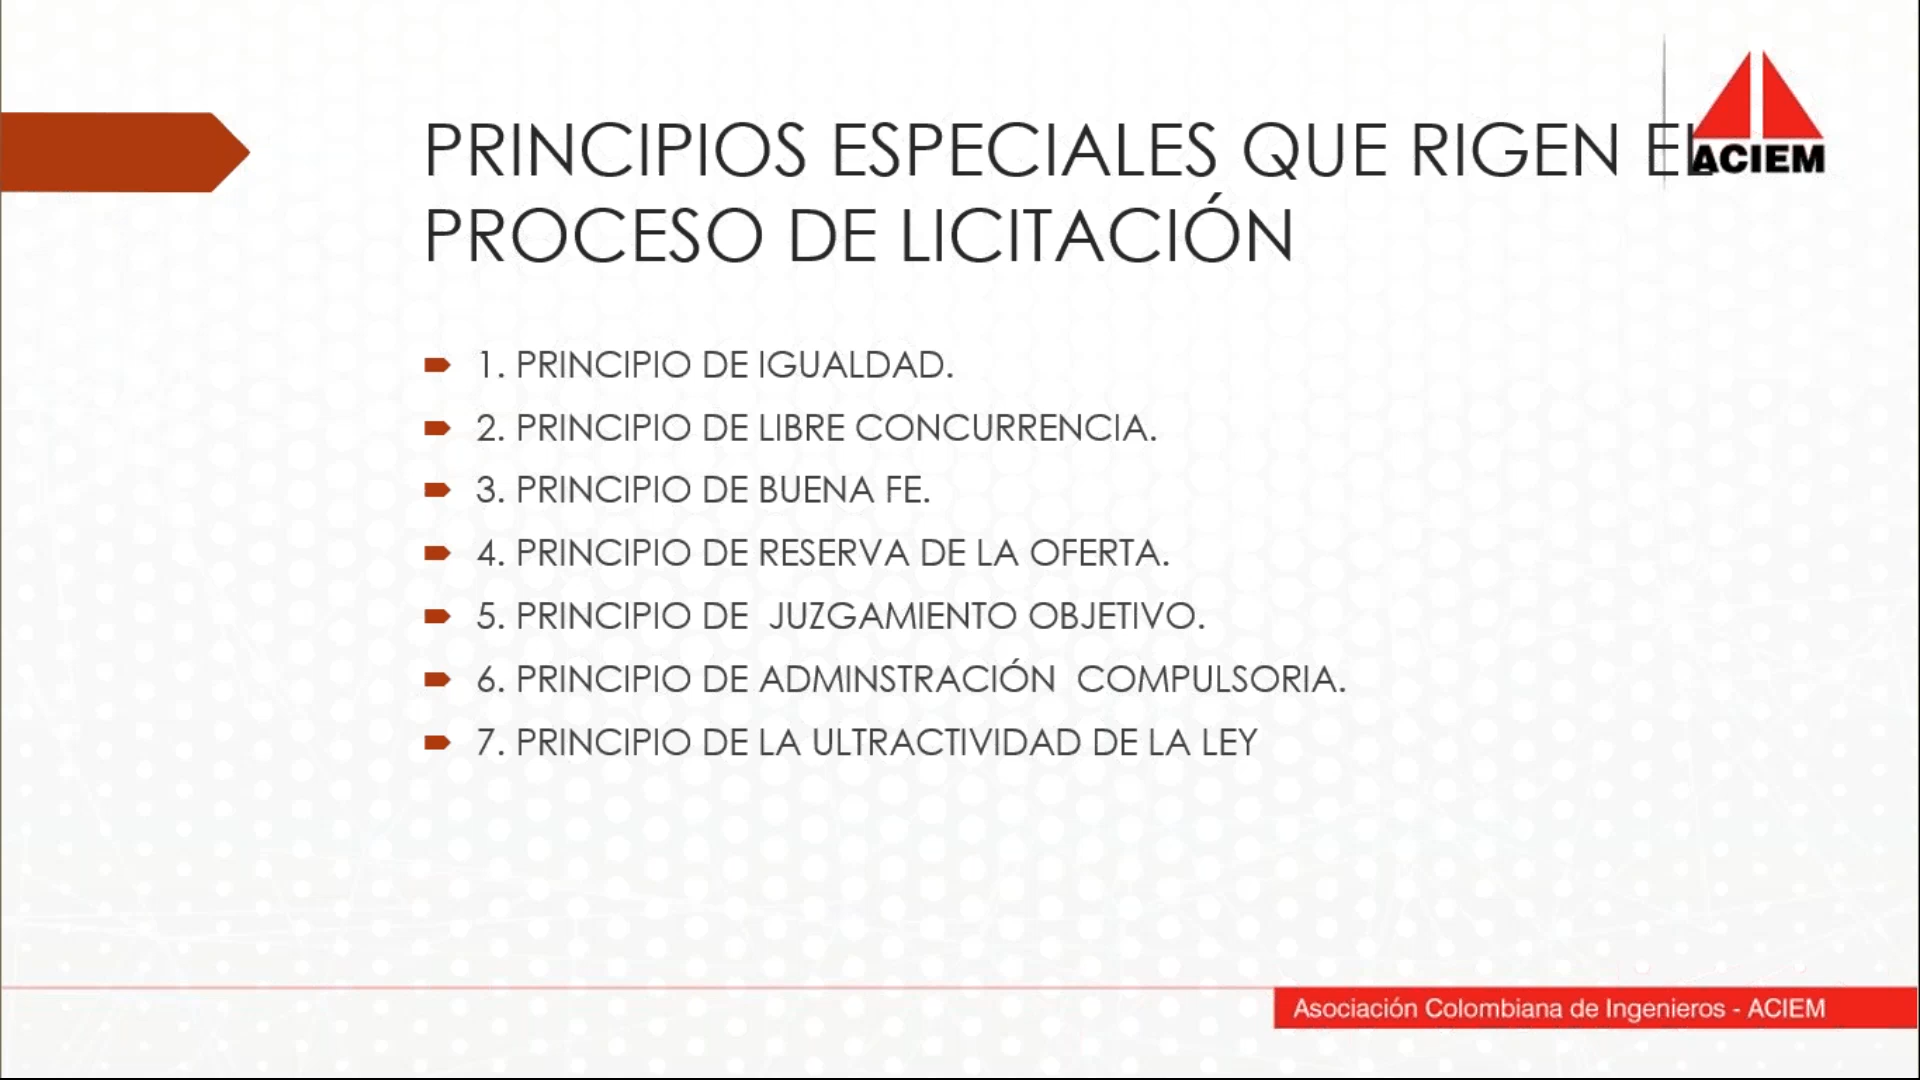 PRINCIPIOS ESPECIALES QUE RIGEN EL
PROCESO DE LICITACIÓN
ACIEM
1. PRINCIPIO DE IGUALDAD.
2. PRINCIPIO DE LIBRE CONCURRENCIA.
3. PRINCIPIO DE BUENA FE.
4. PRINCIPIO DE RESERVA DE LA OFERTA.
5. PRINCIPIO DE  JUZGAMIENTO OBJETIVO.
6. PRINCIPIO DE ADMINSTRACIÓN  COMPULSORIA.
7. PRINCIPIO DE LA ULTRACTIVIDAD DE LA LEY
Asociación Colombiana de Ingenieros - ACIEM